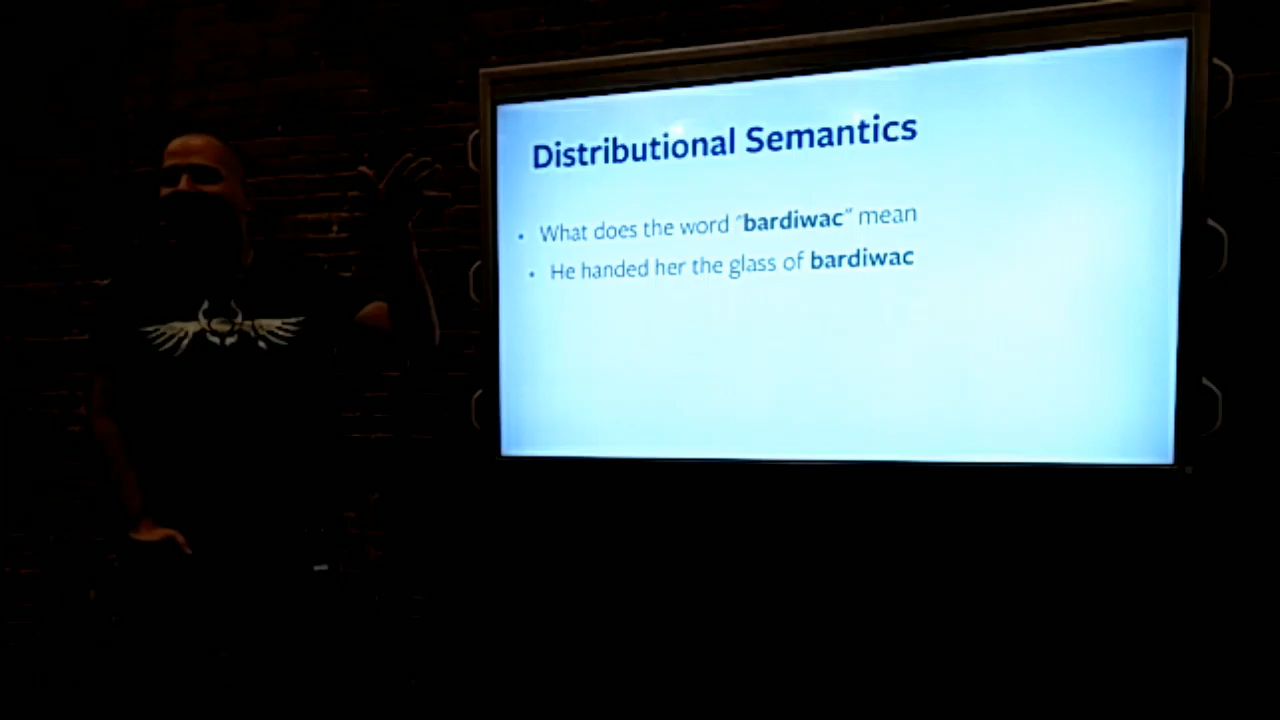 Distributional Semantics
• What does the word "bardiwac" mean
• He handed her the glass of bardiwac